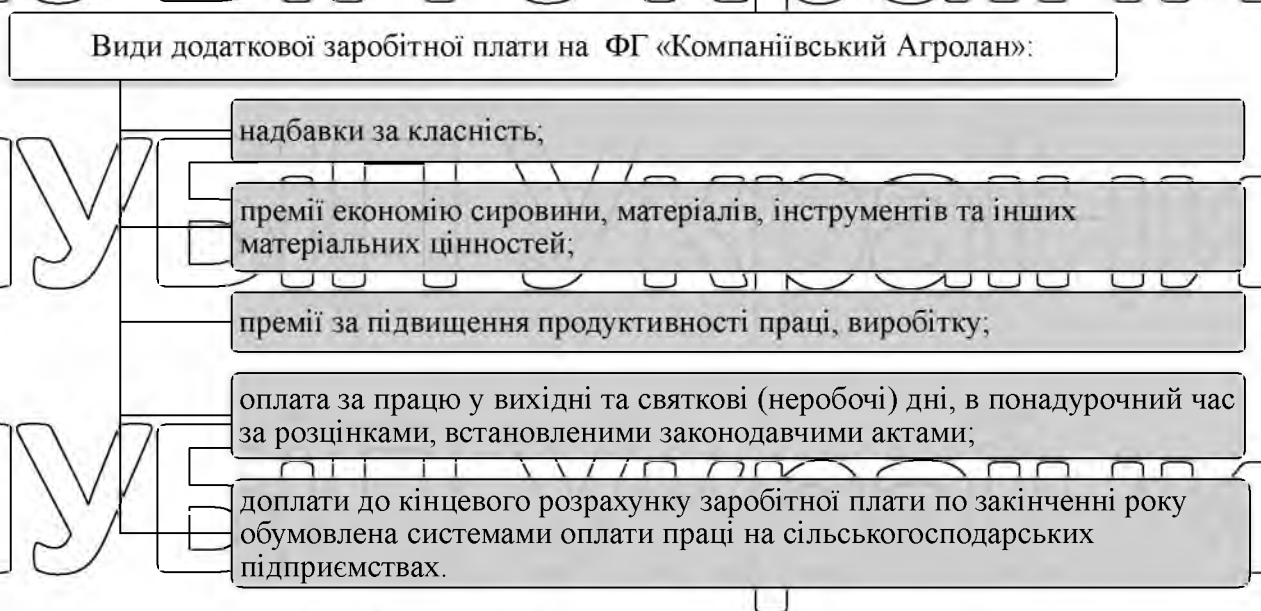 Види додаткової заробітної плати на ФГ «Компаніївський Агролан»:
надбавки за класність;
премії економію сировини, матеріалів, інструментів та інших
матеріальних цінностей;
премії за підвищення продуктивності праці, виробітку;
оплата за працю у вихідні та святкові (неробочі) дні, в понадурочний час
за розцінками, встановленими законодавчими актами;
доплати до кінцевого розрахунку заробітної плати по закінченні року
обумовлена системами оплати праці на сільськогосподарських
підприємствах.